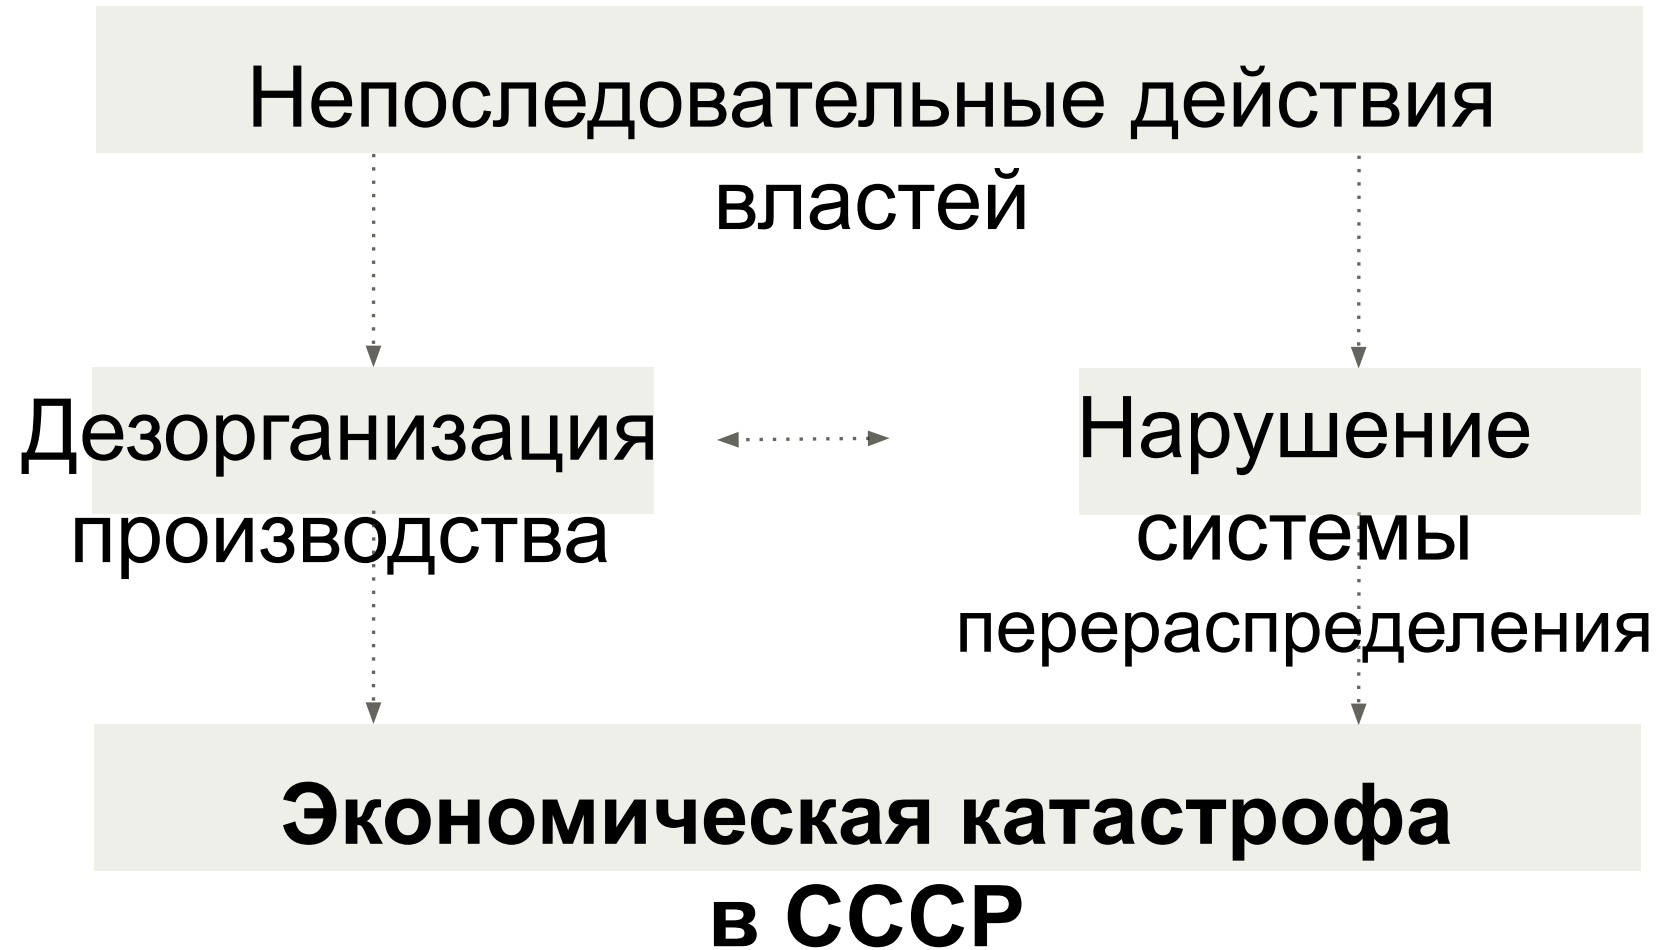 Непоследовательные действия
властей
Дезорганизация
производства
Нарушение
системы
перераспределения
Экономическая катастрофа
в СССР